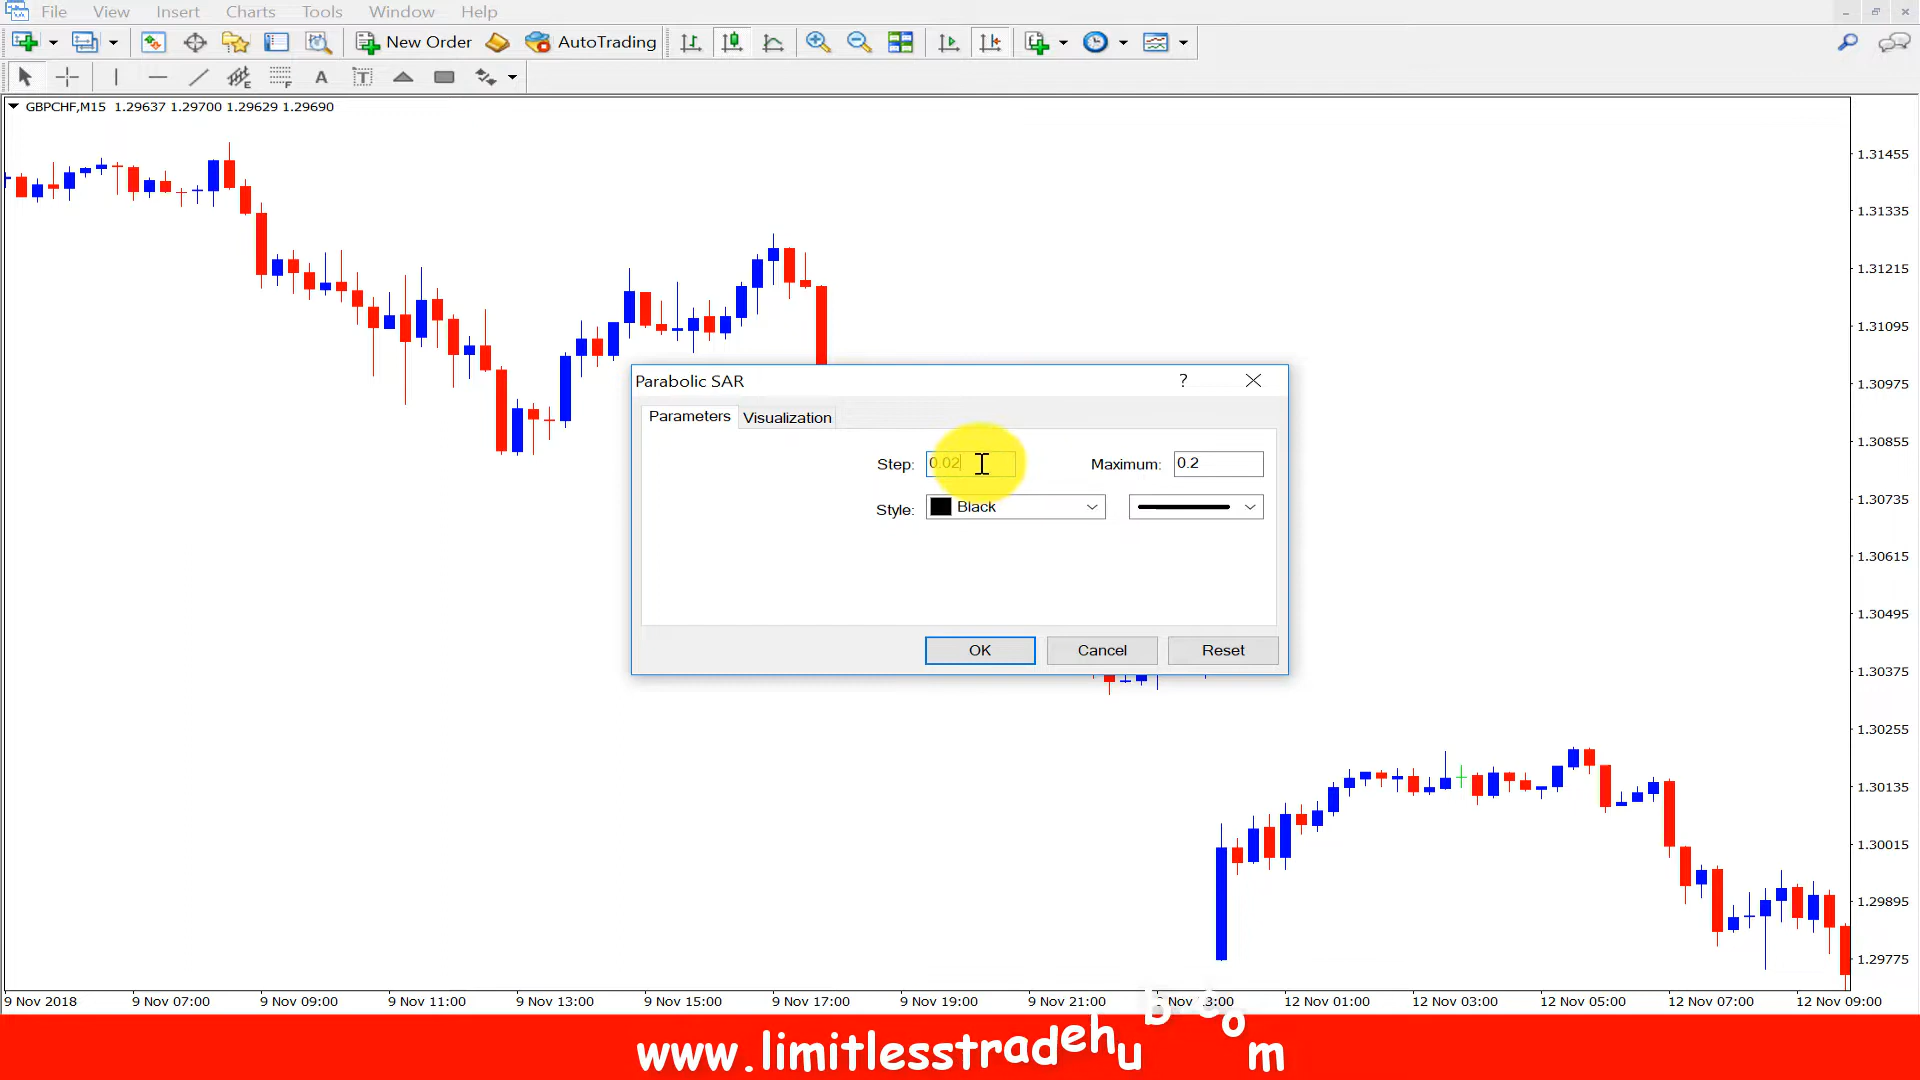 File View Insert Charts Tools Window Help
New Order AutoTrading
GBPCHF,M15 1.29637 1.29700 1.29629 1.29690
1.31455
1.31335
1.31215
1.31095
1.30975
1.30855
1.30735
1.30615
1.30495
1.30375
1.30255
1.30135
1.30015
1.29895
1.29775
Parabolic SAR ?
Parameters Visualization
Step: 0.02 Maximum: 0.2
Style: Black
OK Cancel Reset
9 Nov 2018 9 Nov 07:00 9 Nov 09:00 9 Nov 11:00 9 Nov 13:00 9 Nov 15:00 9 Nov 17:00 9 Nov 19:00 9 Nov 21:00 12 Nov 01:00 12 Nov 03:00 12 Nov 05:00 12 Nov 07:00 12 Nov 09:00
www.limitlesstradehub.com